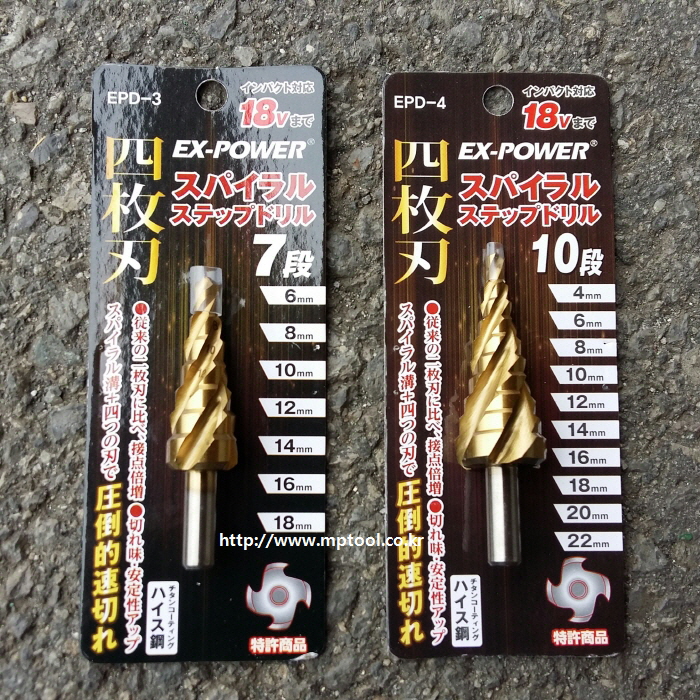 EPD-3
インパクト対応
18Vまで
EX-POWER®
四枚刃
スパイラル
ステップドリル
7段
6mm
8mm
10mm
12mm
14mm
16mm
18mm
●従来の二枚刃に比べ、接点倍増●切れ味・安定性アップ
スパイラル溝+四つの刃で圧倒的速切れ
チタンコーティング
ハイス鋼
特許商品
EPD-4
インパクト対応
18Vまで
EX-POWER®
四枚刃
スパイラル
ステップドリル
10段
4mm
6mm
8mm
10mm
12mm
14mm
16mm
18mm
20mm
22mm
●従来の二枚刃に比べ、接点倍増●切れ味・安定性アップ
スパイラル溝+四つの刃で圧倒的速切れ
チタンコーティング
ハイス鋼
特許商品
http://www.mptool.co.kr